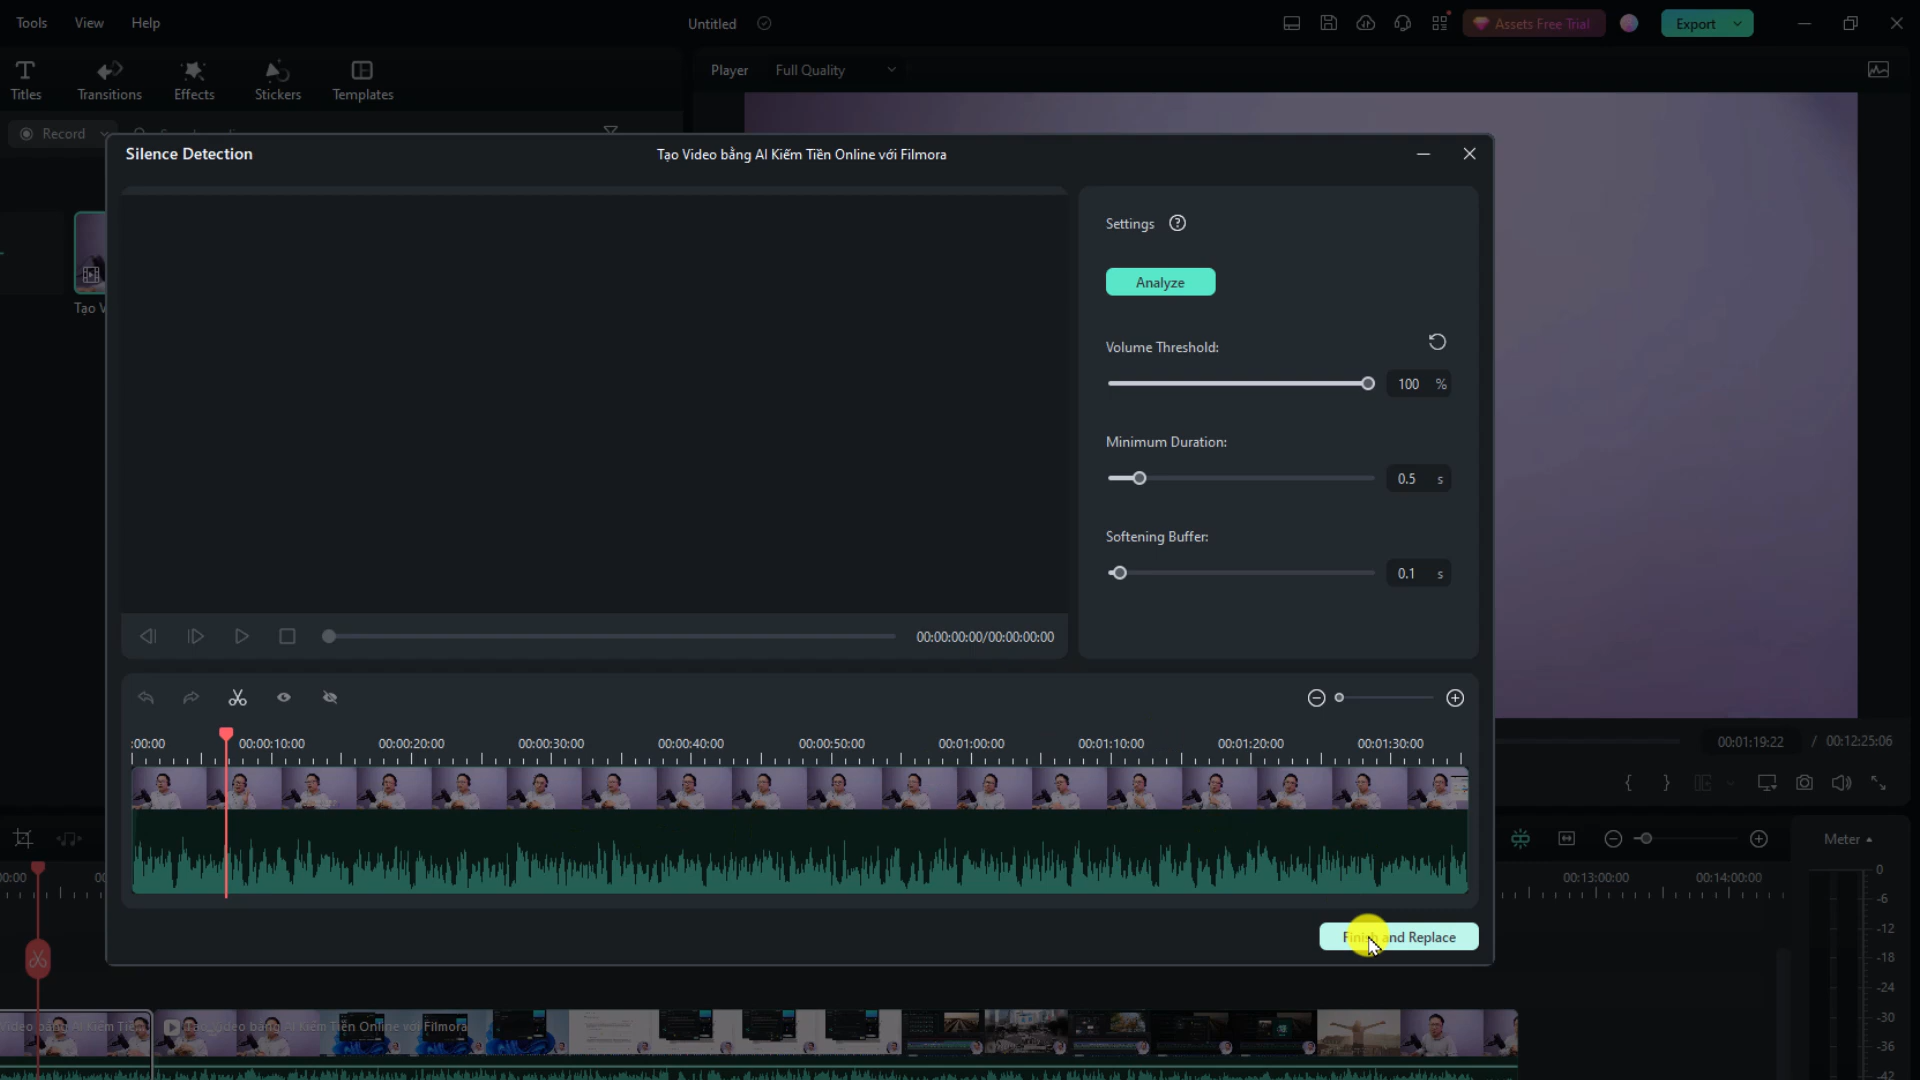 Tools View Help
Untitled
Assets Free Trial
Export
Titles
Transitions
Effects
Stickers
Templates
Player Full Quality
Record
Silence Detection
Tạo Video bằng AI Kiếm Tiền Online với Filmora
Settings
Analyze
Volume Threshold:
100 %
Minimum Duration:
0.5 s
Softening Buffer:
0.1 s
Tạo V
00:00:00:00/00:00:00:00
:00:00 00:00:10:00 00:00:20:00 00:00:30:00 00:00:40:00 00:00:50:00 00:01:00:00 00:01:10:00 00:01:20:00 00:01:30:00
00:01:19:22 / 00:12:25:06
Meter
0:00
00:13:00:00 00:14:00:00
0
-6
-12
-18
-24
-30
-36
-42
Finish and Replace
Video bằng AI Kiếm Tiề
Tạo Video bằng AI Kiếm Tiền Online với Filmora